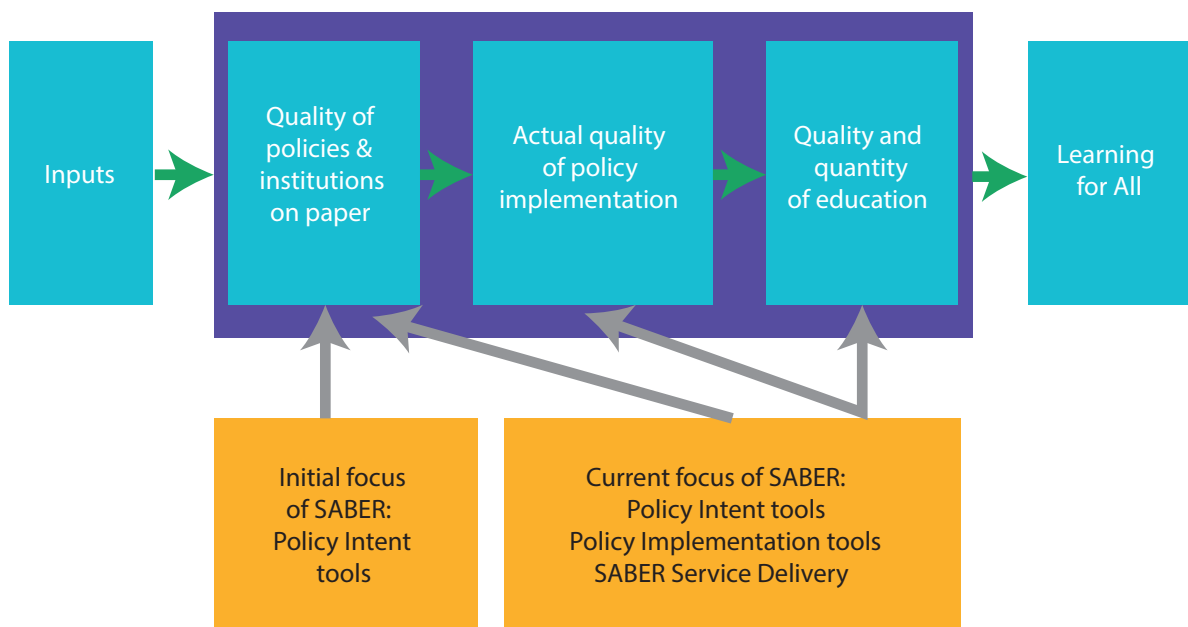 Inputs
Quality of
policies &
institutions
on paper
Actual quality
of policy
implementation
Quality and
quantity
of education
Learning
for All
Initial focus
of SABER:
Policy Intent
tools
Current focus of SABER:
Policy Intent tools
Policy Implementation tools
SABER Service Delivery